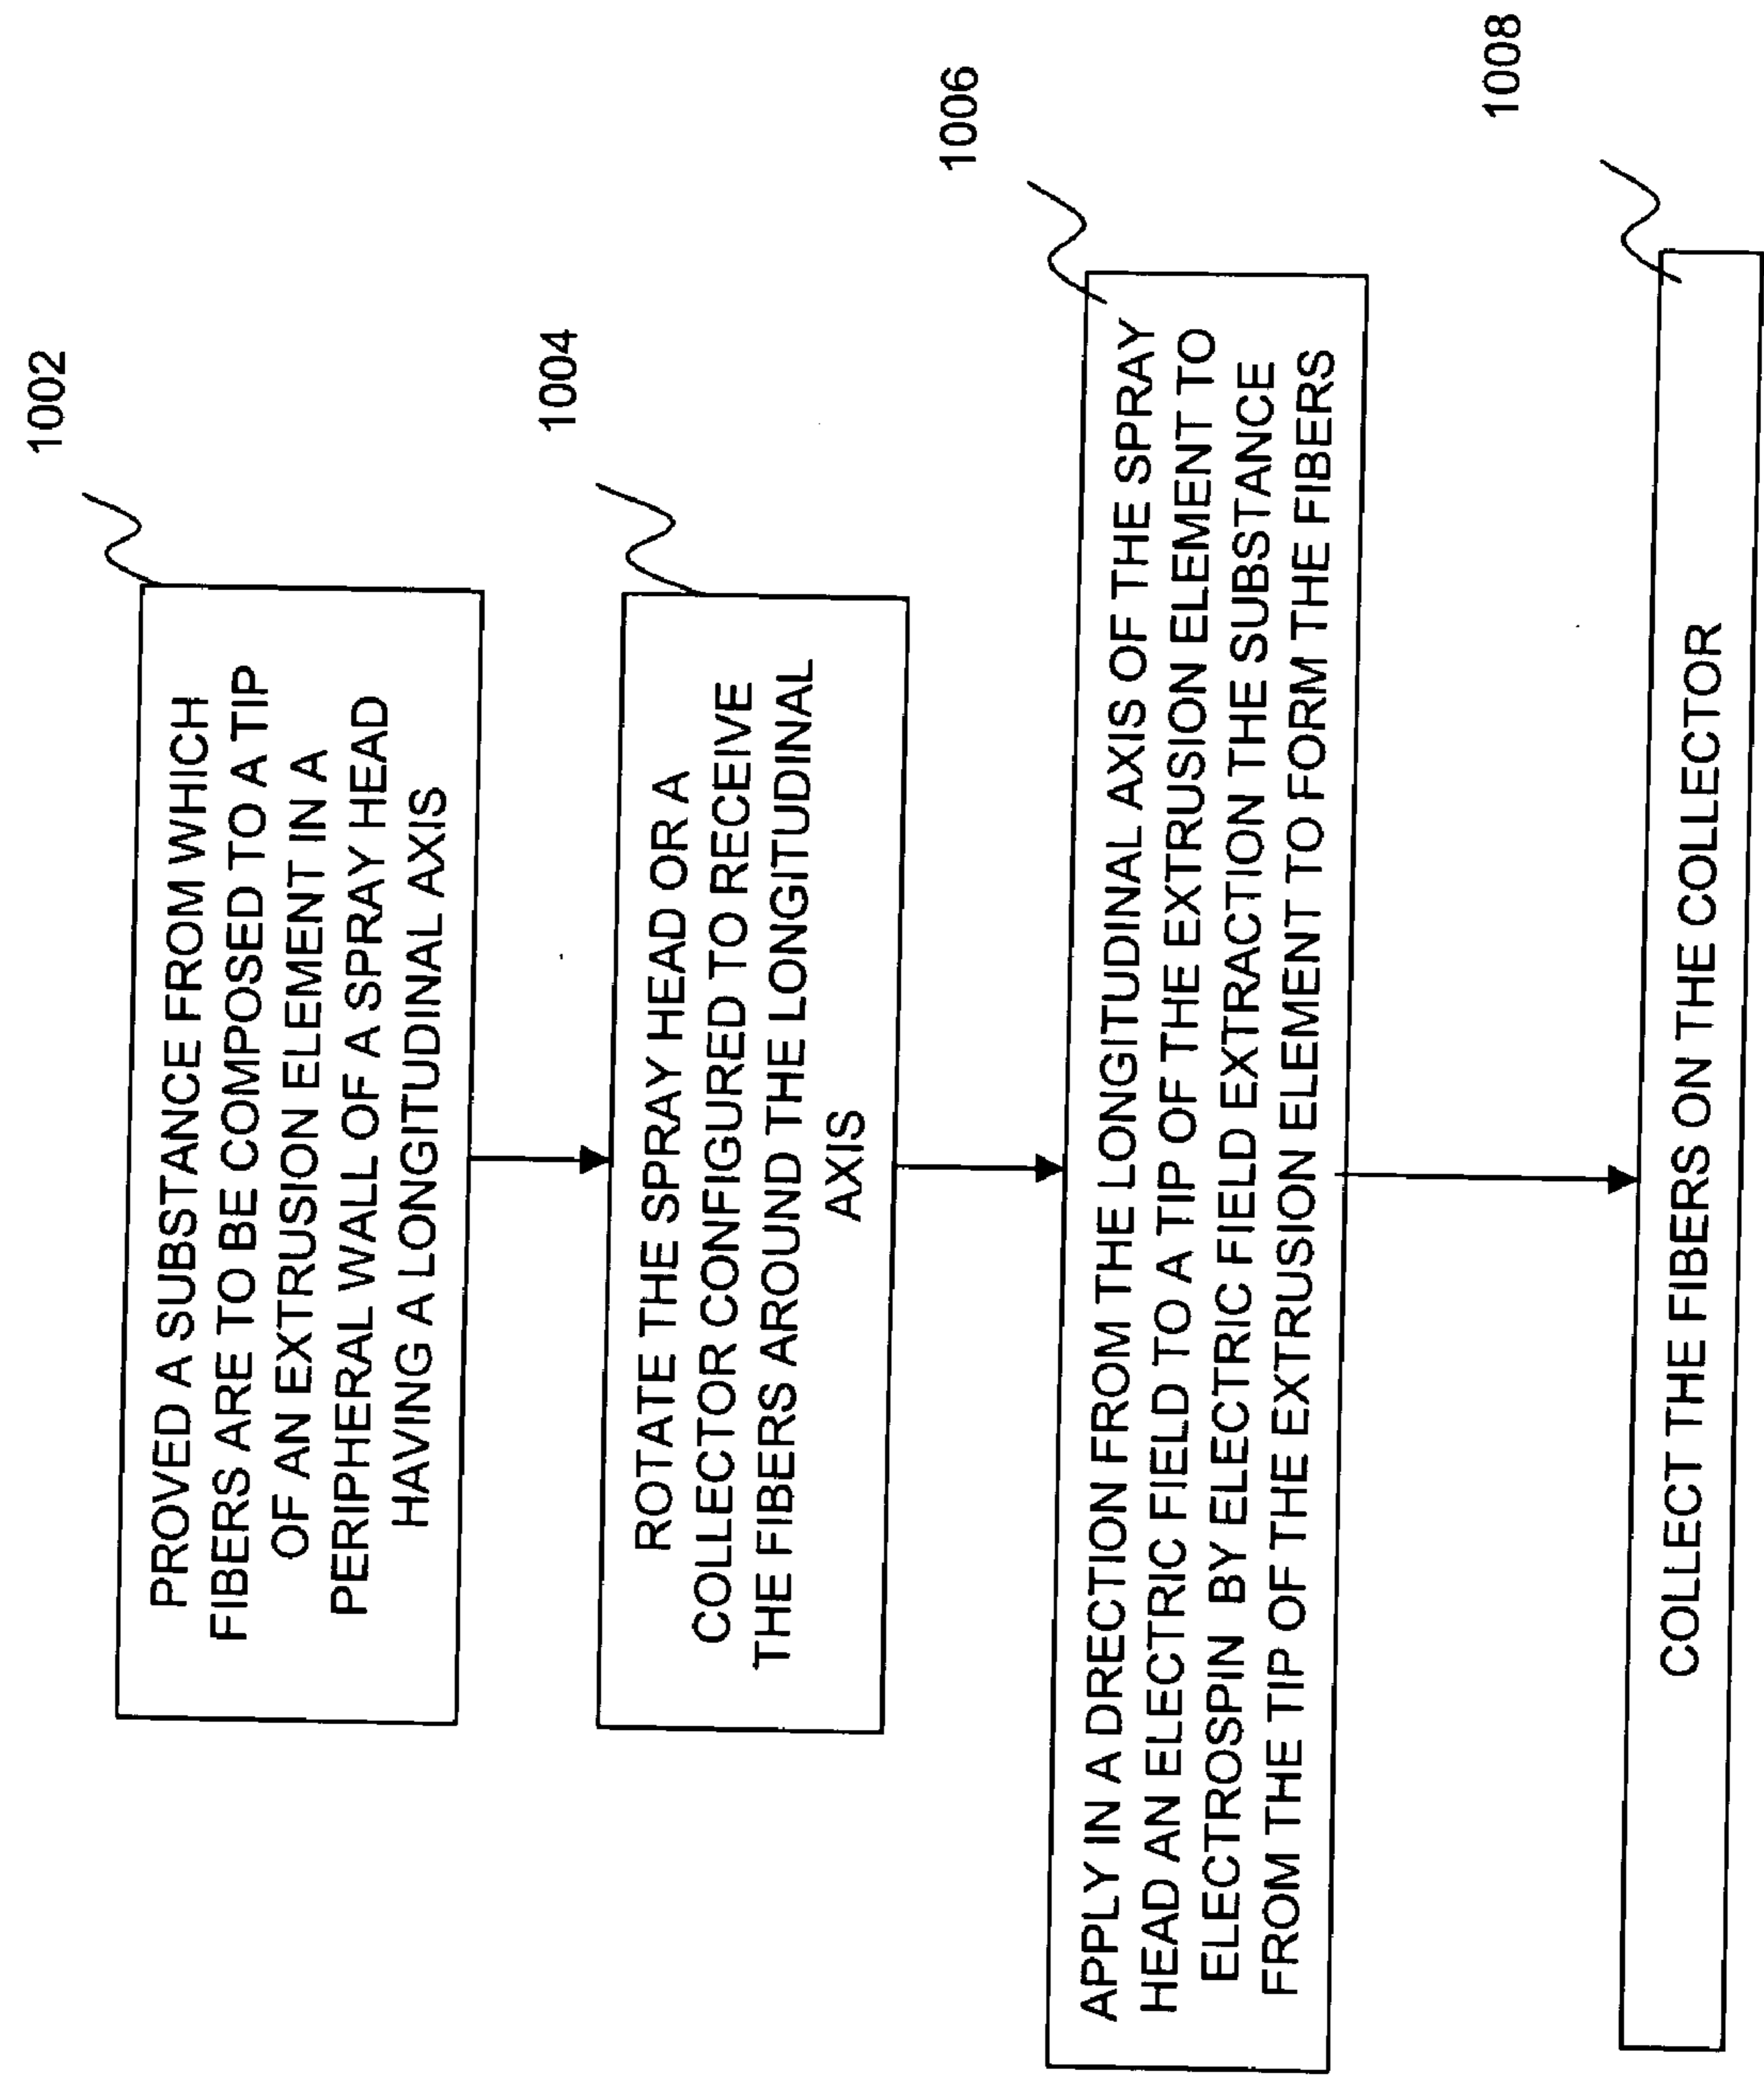 1002
PROVED A SUBSTANCE FROM WHICH
FIBERS ARE TO BE COMPOSED TO A TIP
OF AN EXTRUSION ELEMENT IN A
PERIPHERAL WALL OF A SPRAY HEAD
HAVING A LONGITUDINAL AXIS
1004
ROTATE THE SPRAY HEAD OR A
COLLECTOR CONFIGURED TO RECEIVE
THE FIBERS AROUND THE LONGITUDINAL
AXIS
1006
APPLY IN A DRECTION FROM THE LONGITUDINAL AXIS OF THE SPRAY
HEAD AN ELECTRIC FIELD TO A TIP OF THE EXTRUSION ELEMENT TO
ELECTROSPIN BY ELECTRIC FIELD EXTRACTION THE SUBSTANCE
FROM THE TIP OF THE EXTRUSION ELEMENT TO FORM THE FIBERS
1008
COLLECT THE FIBERS ON THE COLLECTOR